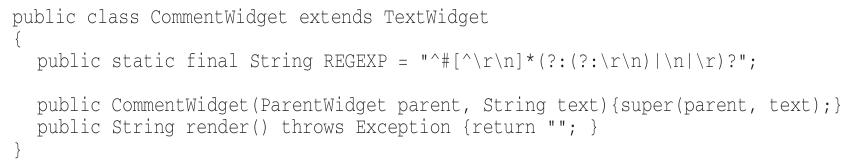 public class CommentWidget extends TextWidget
{
  public static final String REGEXP = "^#[^\r\n]*(?:(?:\r\n)|\n|\r)?";
  public CommentWidget(ParentWidget parent, String text){super(parent, text);}
  public String render() throws Exception {return ""; }
}